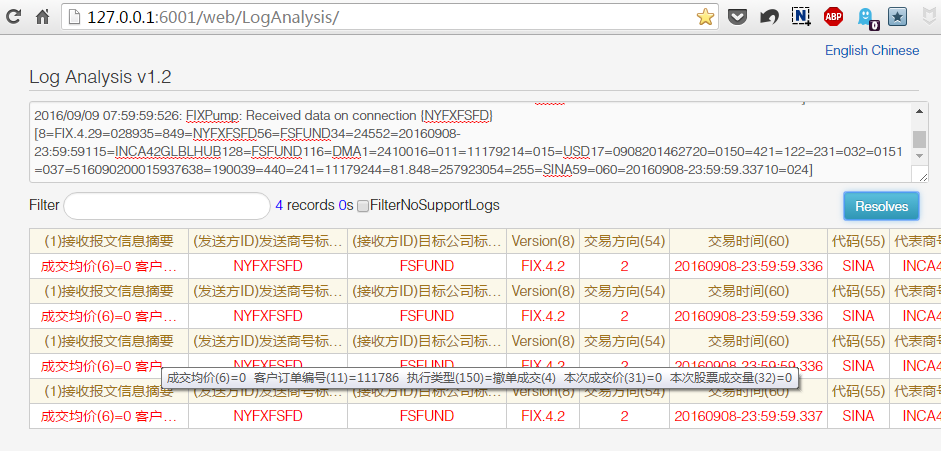 127.0.0.1:6001/web/LogAnalysis/
ABP
0
English Chinese
Log Analysis v1.2
2016/09/09 07:59:59:526: FIXPump: Received data on connection {NYFXFSFD}
[8=FIX.4.29=028935=849=NYFXFSFD56=FSFUND34=24552=20160908-
23:59:59115=INCA42GLBLHUB128=FSFUND116=DMA1=2410016=011=11179214=015=USD17=0908201462720=0150=421=122=231=032=0151
=037=516090200015937638=190039=440=241=11179244=81.848=257923054=255=SINA59=060=20160908-23:59:59.33710=024]
Filter 4 records 0s FilterNoSupportLogs Resolves
(1)接收报文信息摘要 (发送方ID)发送商号标... (接收方ID)目标公司标... Version(8) 交易方向(54) 交易时间(60) 代码(55) 代表商号
成交均价(6)=0 客户... NYFXFSFD FSFUND FIX.4.2 2 20160908-23:59:59.336 SINA INCA4
(1)接收报文信息摘要 (发送方ID)发送商号标... (接收方ID)目标公司标... Version(8) 交易方向(54) 交易时间(60) 代码(55) 代表商号
成交均价(6)=0 客户... NYFXFSFD FSFUND FIX.4.2 2 20160908-23:59:59.336 SINA INCA4
(1)接收报文信息摘要 (发送方ID)发送商号标... (接收方ID)目标公司标... Version(8) 交易方向(54) 交易时间(60) 代码(55) 代表商号
成交均价(6)=0 客户... NYFXFSFD FSFUND FIX.4.2 2 20160908-23:59:59.336 SINA INCA4
成交均价(6)=0 客户订单编号(11)=111786 执行类型(150)=撤单成交(4) 本次成交价(31)=0 本次股票成交量(32)=0
(1)接收报文信息摘要 (发送方ID)发送商号标... (接收方ID)目标公司标... Version(8) 交易方向(54) 交易时间(60) 代码(55) 代表商号
成交均价(6)=0 客户... NYFXFSFD FSFUND FIX.4.2 2 20160908-23:59:59.337 SINA INCA4